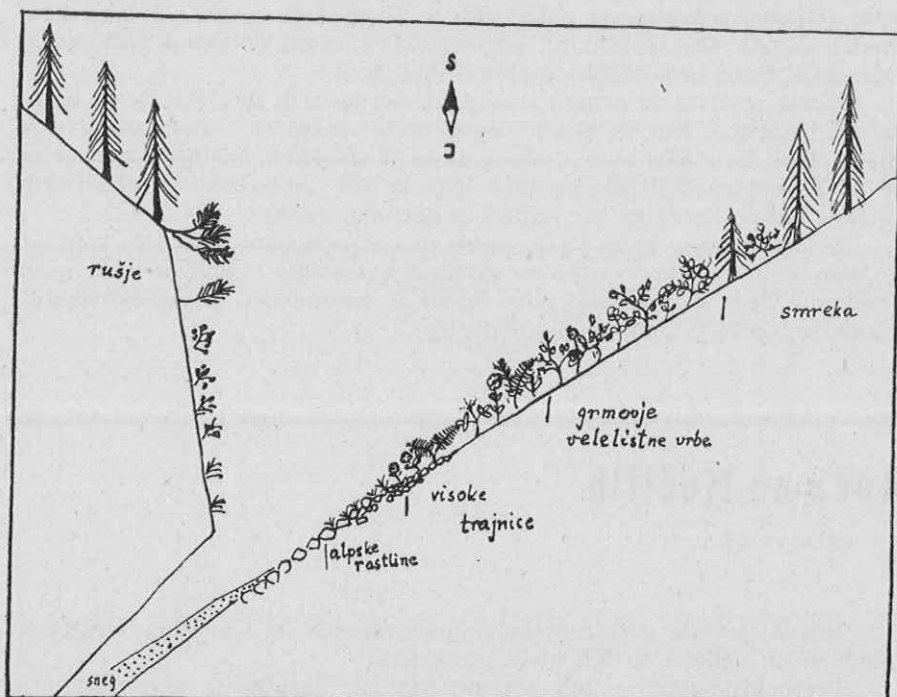 S
J
rušje
smreka
grmovje
velelistne vrbe
visoke
trajnice
alpske
rastline
sneg